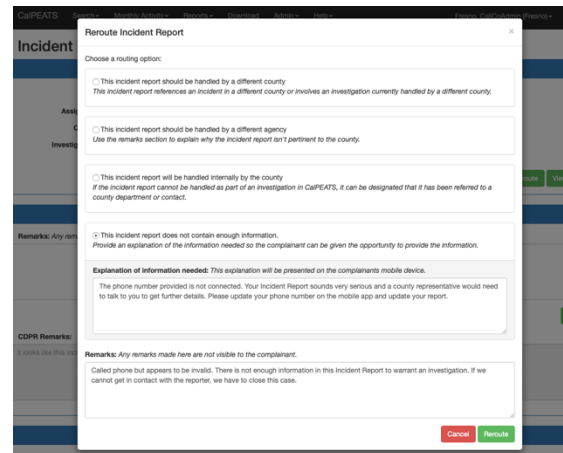 CalPEATS Search Monthly Activity Reports Download Admin Help Fresno, CalCoAdmin (Fresno)
Reroute Incident Report ×
Incident
Choose a routing option:
This incident report should be handled by a different county
This incident report references an incident in a different county or involves an investigation currently handled by a different county.
Assig
This incident report should be handled by a different agency
Use the remarks section to explain why the incident report isn't pertinent to the county.
Investig
This incident report will be handled internally by the county
If the incident report cannot be handled as part of an investigation in CalPEATS, it can be designated that it has been referred to a
county department or contact.
route Vie
This incident report does not contain enough information.
Remarks: Any rem
Provide an explanation of the information needed so the complainant can be given the opportunity to provide the information.
Explanation of information needed: This explanation will be presented on the complainants mobile device.
The phone number provided is not connected. Your Incident Report sounds very serious and a county representative would need
to talk to you to get further details. Please update your phone number on the mobile app and update your report.
CDPR Remarks:
It looks like this inc
Remarks: Any remarks made here are not visible to the complainant.
Called phone but appears to be invalid. There is not enough information in this Incident Report to warrant an investigation. If we
cannot get in contact with the reporter, we have to close this case.
Cancel Reroute